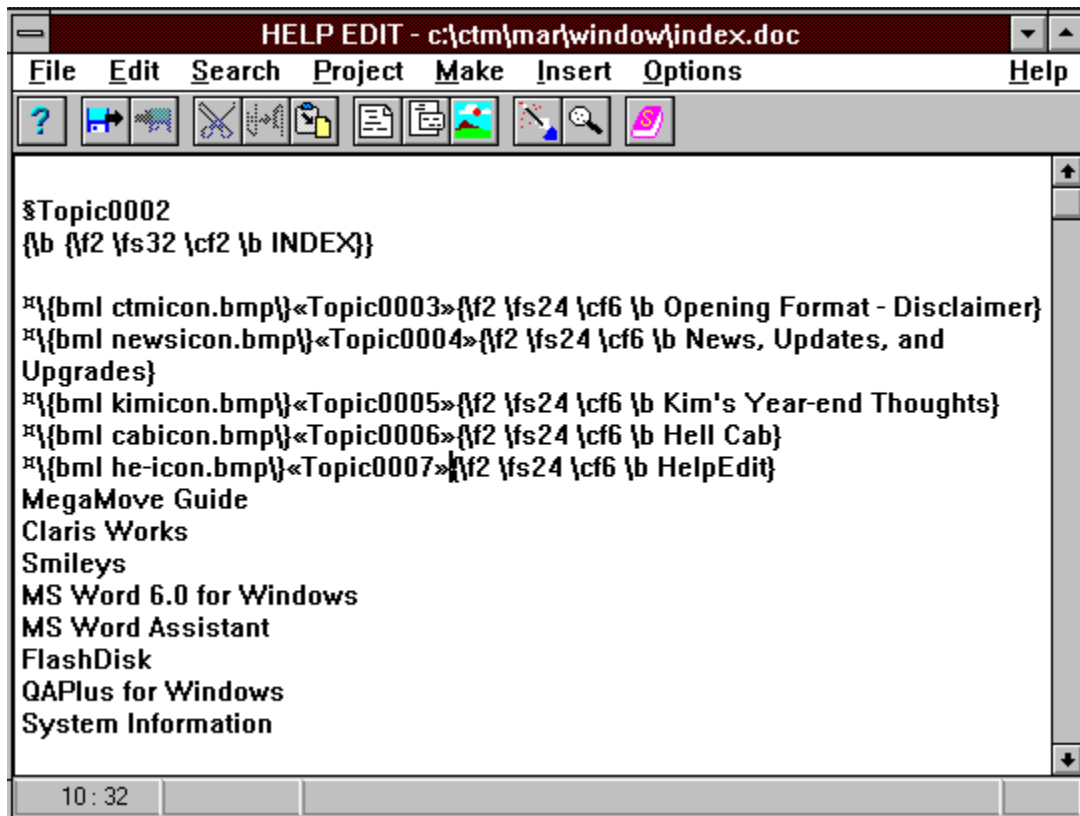 HELP EDIT - c:\ctm\mar\window\index.doc
File Edit Search Project Make Insert Options Help
?
S
§Topic0002
{\b {\f2 \fs32 \cf2 \b INDEX}}
¤\{bml ctmicon.bmp\}«Topic0003»{\f2 \fs24 \cf6 \b Opening Format - Disclaimer}
¤\{bml newsicon.bmp\}«Topic0004»{\f2 \fs24 \cf6 \b News, Updates, and
Upgrades}
¤\{bml kimicon.bmp\}«Topic0005»{\f2 \fs24 \cf6 \b Kim's Year-end Thoughts}
¤\{bml cabicon.bmp\}«Topic0006»{\f2 \fs24 \cf6 \b Hell Cab}
¤\{bml he-icon.bmp\}«Topic0007»{\f2 \fs24 \cf6 \b HelpEdit}
MegaMove Guide
Claris Works
Smileys
MS Word 6.0 for Windows
MS Word Assistant
FlashDisk
QAPlus for Windows
System Information
10 : 32